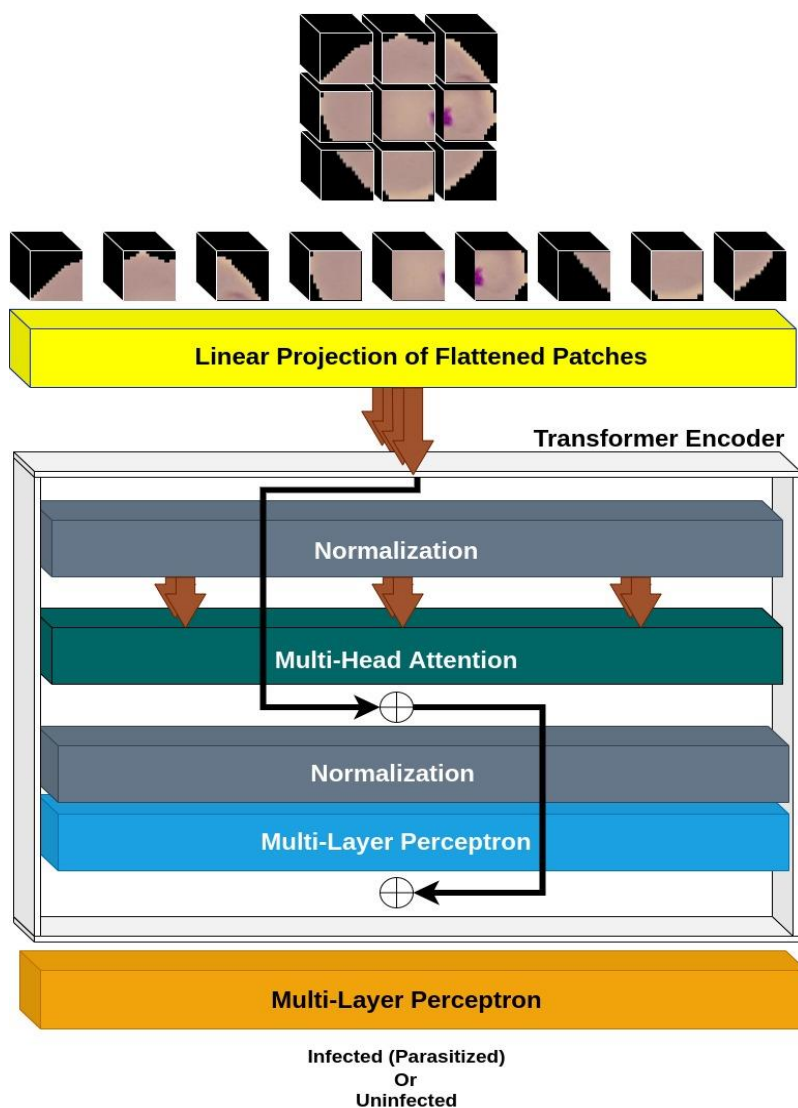 Linear Projection of Flattened Patches
Transformer Encoder
Normalization
Multi-Head Attention
Normalization
Multi-Layer Perceptron
Multi-Layer Perceptron
Infected (Parasitized)
Or
Uninfected